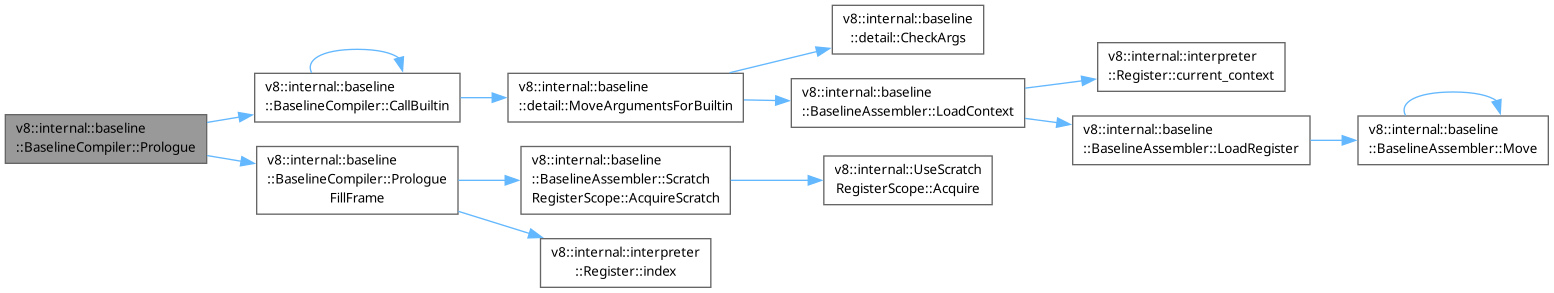 v8::internal::baseline
::BaselineCompiler::Prologue
v8::internal::baseline
::BaselineCompiler::CallBuiltin
v8::internal::baseline
::detail::MoveArgumentsForBuiltin
v8::internal::baseline
::detail::CheckArgs
v8::internal::baseline
::BaselineAssembler::LoadContext
v8::internal::interpreter
::Register::current_context
v8::internal::baseline
::BaselineAssembler::LoadRegister
v8::internal::baseline
::BaselineAssembler::Move
v8::internal::baseline
::BaselineCompiler::Prologue
FillFrame
v8::internal::baseline
::BaselineAssembler::Scratch
RegisterScope::AcquireScratch
v8::internal::UseScratch
RegisterScope::Acquire
v8::internal::interpreter
::Register::index